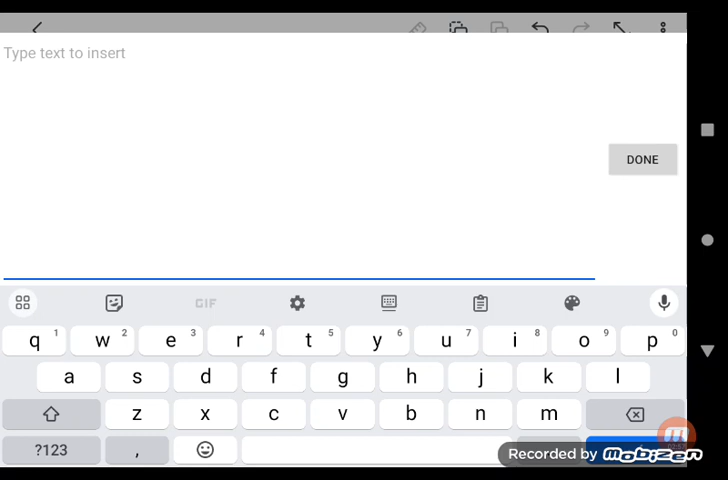 Type text to insert
DONE
GIF
q 1 w 2 e 3 r 4 t 5 y 6 u 7 i 8 o 9 p 0
a s d f g h j k l
z x c v b n m
?123 ,
Recorded by mobizen